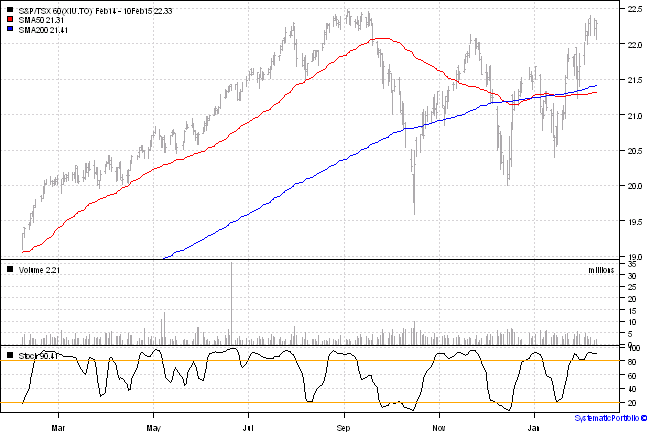 S&P/TSX 60(XIU.TO) Feb14 - 10Feb15 22.33
SMA50 21.31
SMA200 21.41
22.5
22.0
21.5
21.0
20.5
20.0
19.5
19.0
Volume 2.21
millions
35
30
25
20
15
10
5
0
Stoch 90.41
100
80
60
40
20
Mar May Jul Sep Nov Jan
SystematicPortfolio ©